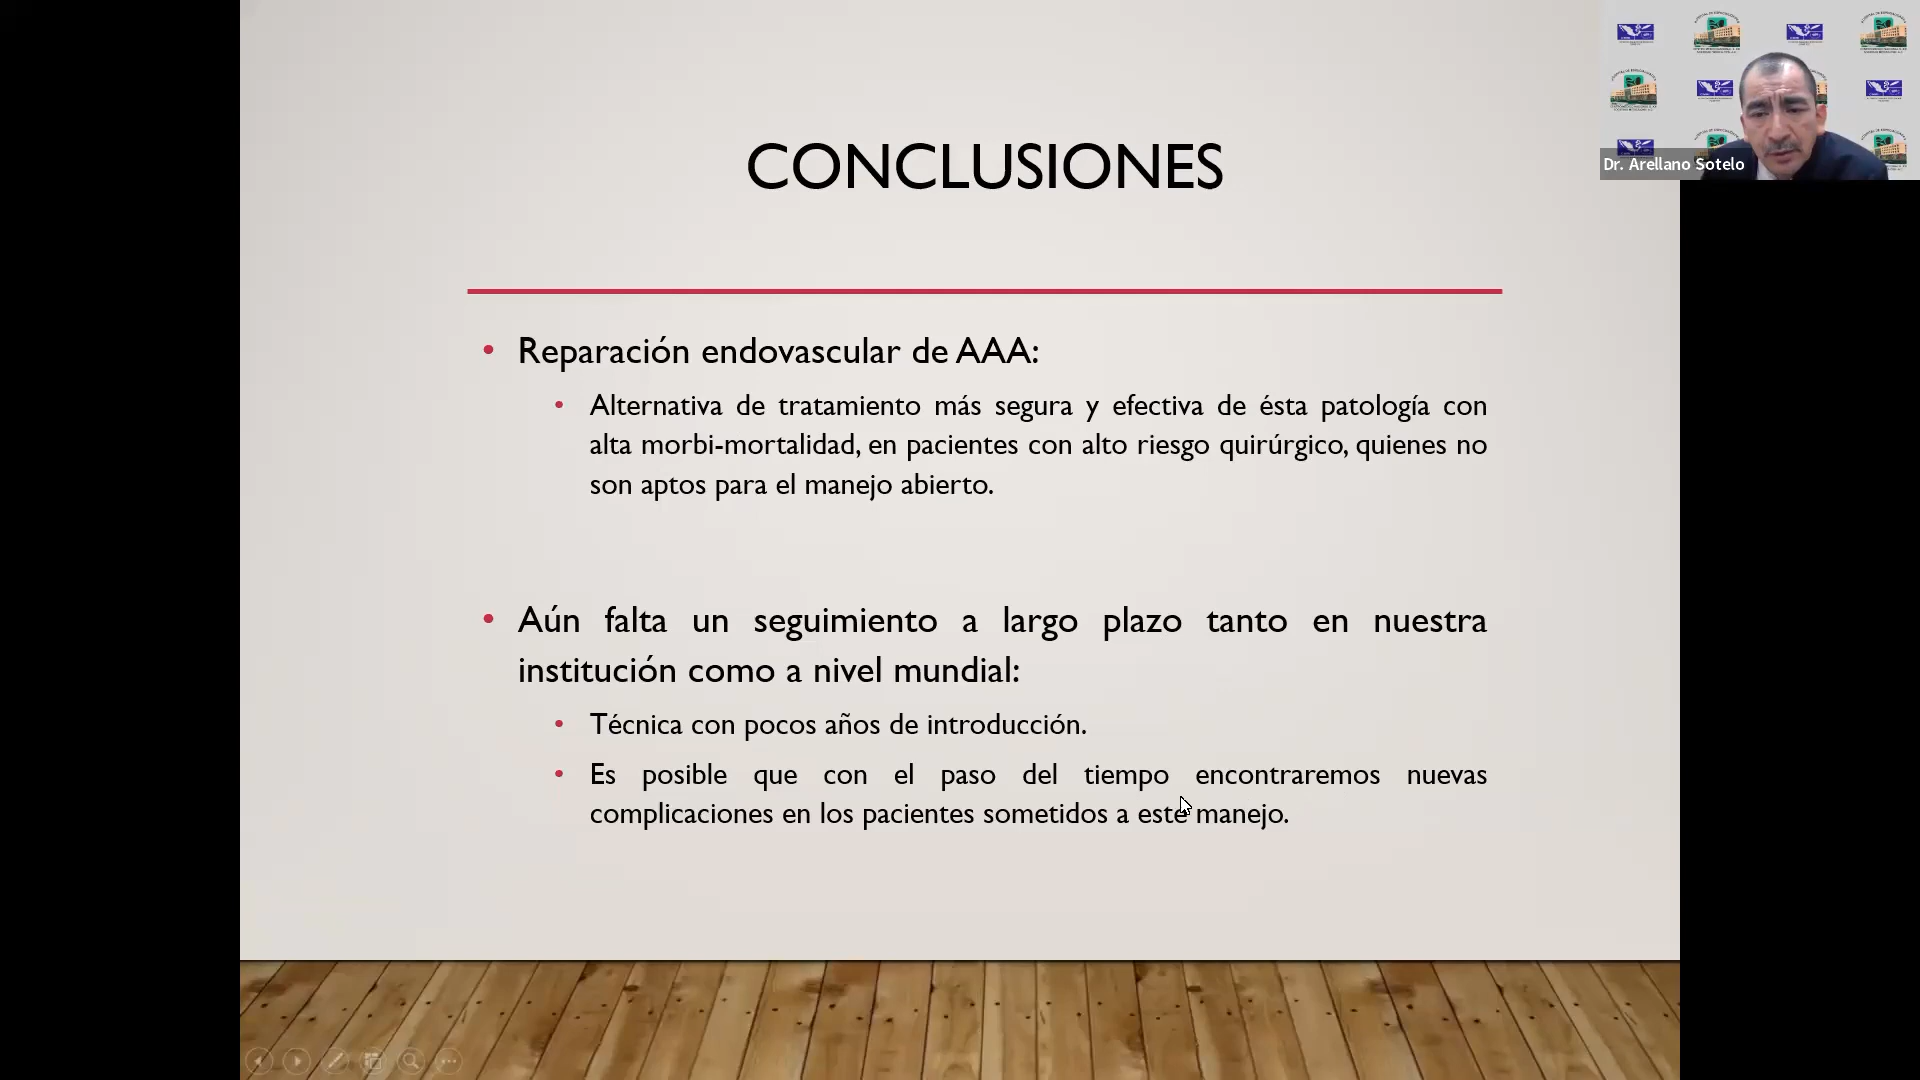 CONCLUSIONES
Dr. Arellano Sotelo
• Reparación endovascular de AAA:
• Alternativa de tratamiento más segura y efectiva de ésta patología con
alta morbi-mortalidad, en pacientes con alto riesgo quirúrgico, quienes no
son aptos para el manejo abierto.
• Aún falta un seguimiento a largo plazo tanto en nuestra
institución como a nivel mundial:
• Técnica con pocos años de introducción.
• Es posible que con el paso del tiempo encontraremos nuevas
complicaciones en los pacientes sometidos a este manejo.